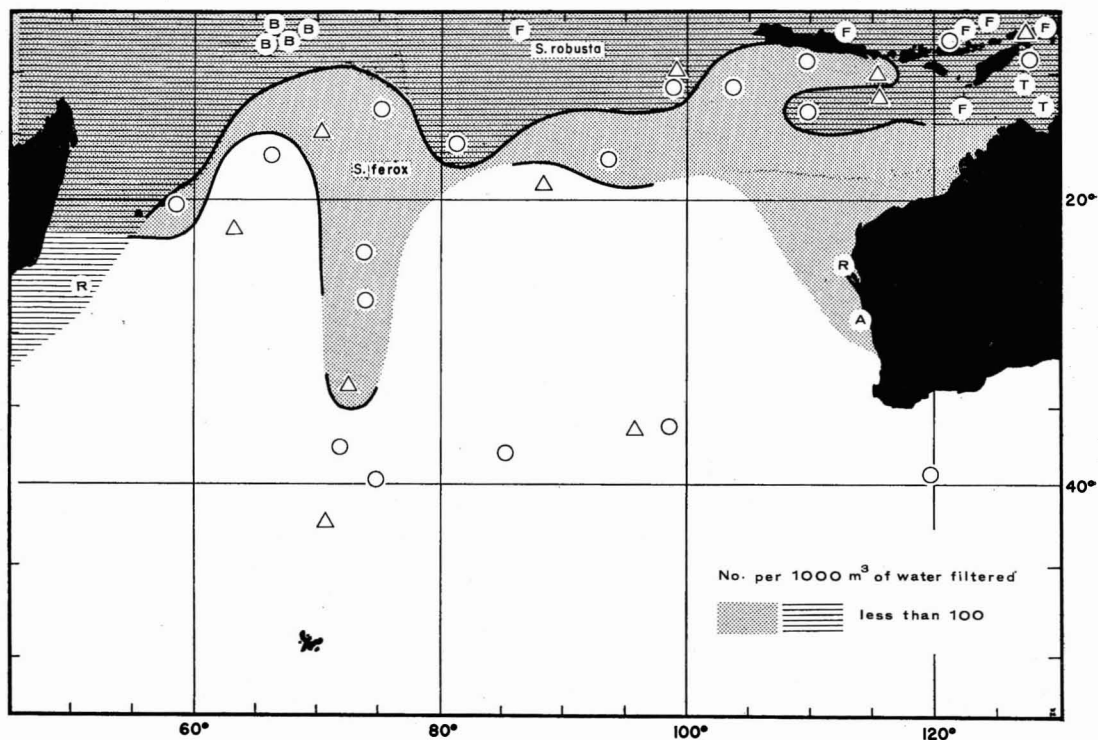 B B
B B
F
S. robusta
F
F F F
T
F T
S. ferox
20°
R
R
A
40°
No. per 1000 m³ of water filtered
less than 100
60° 80° 100° 120°